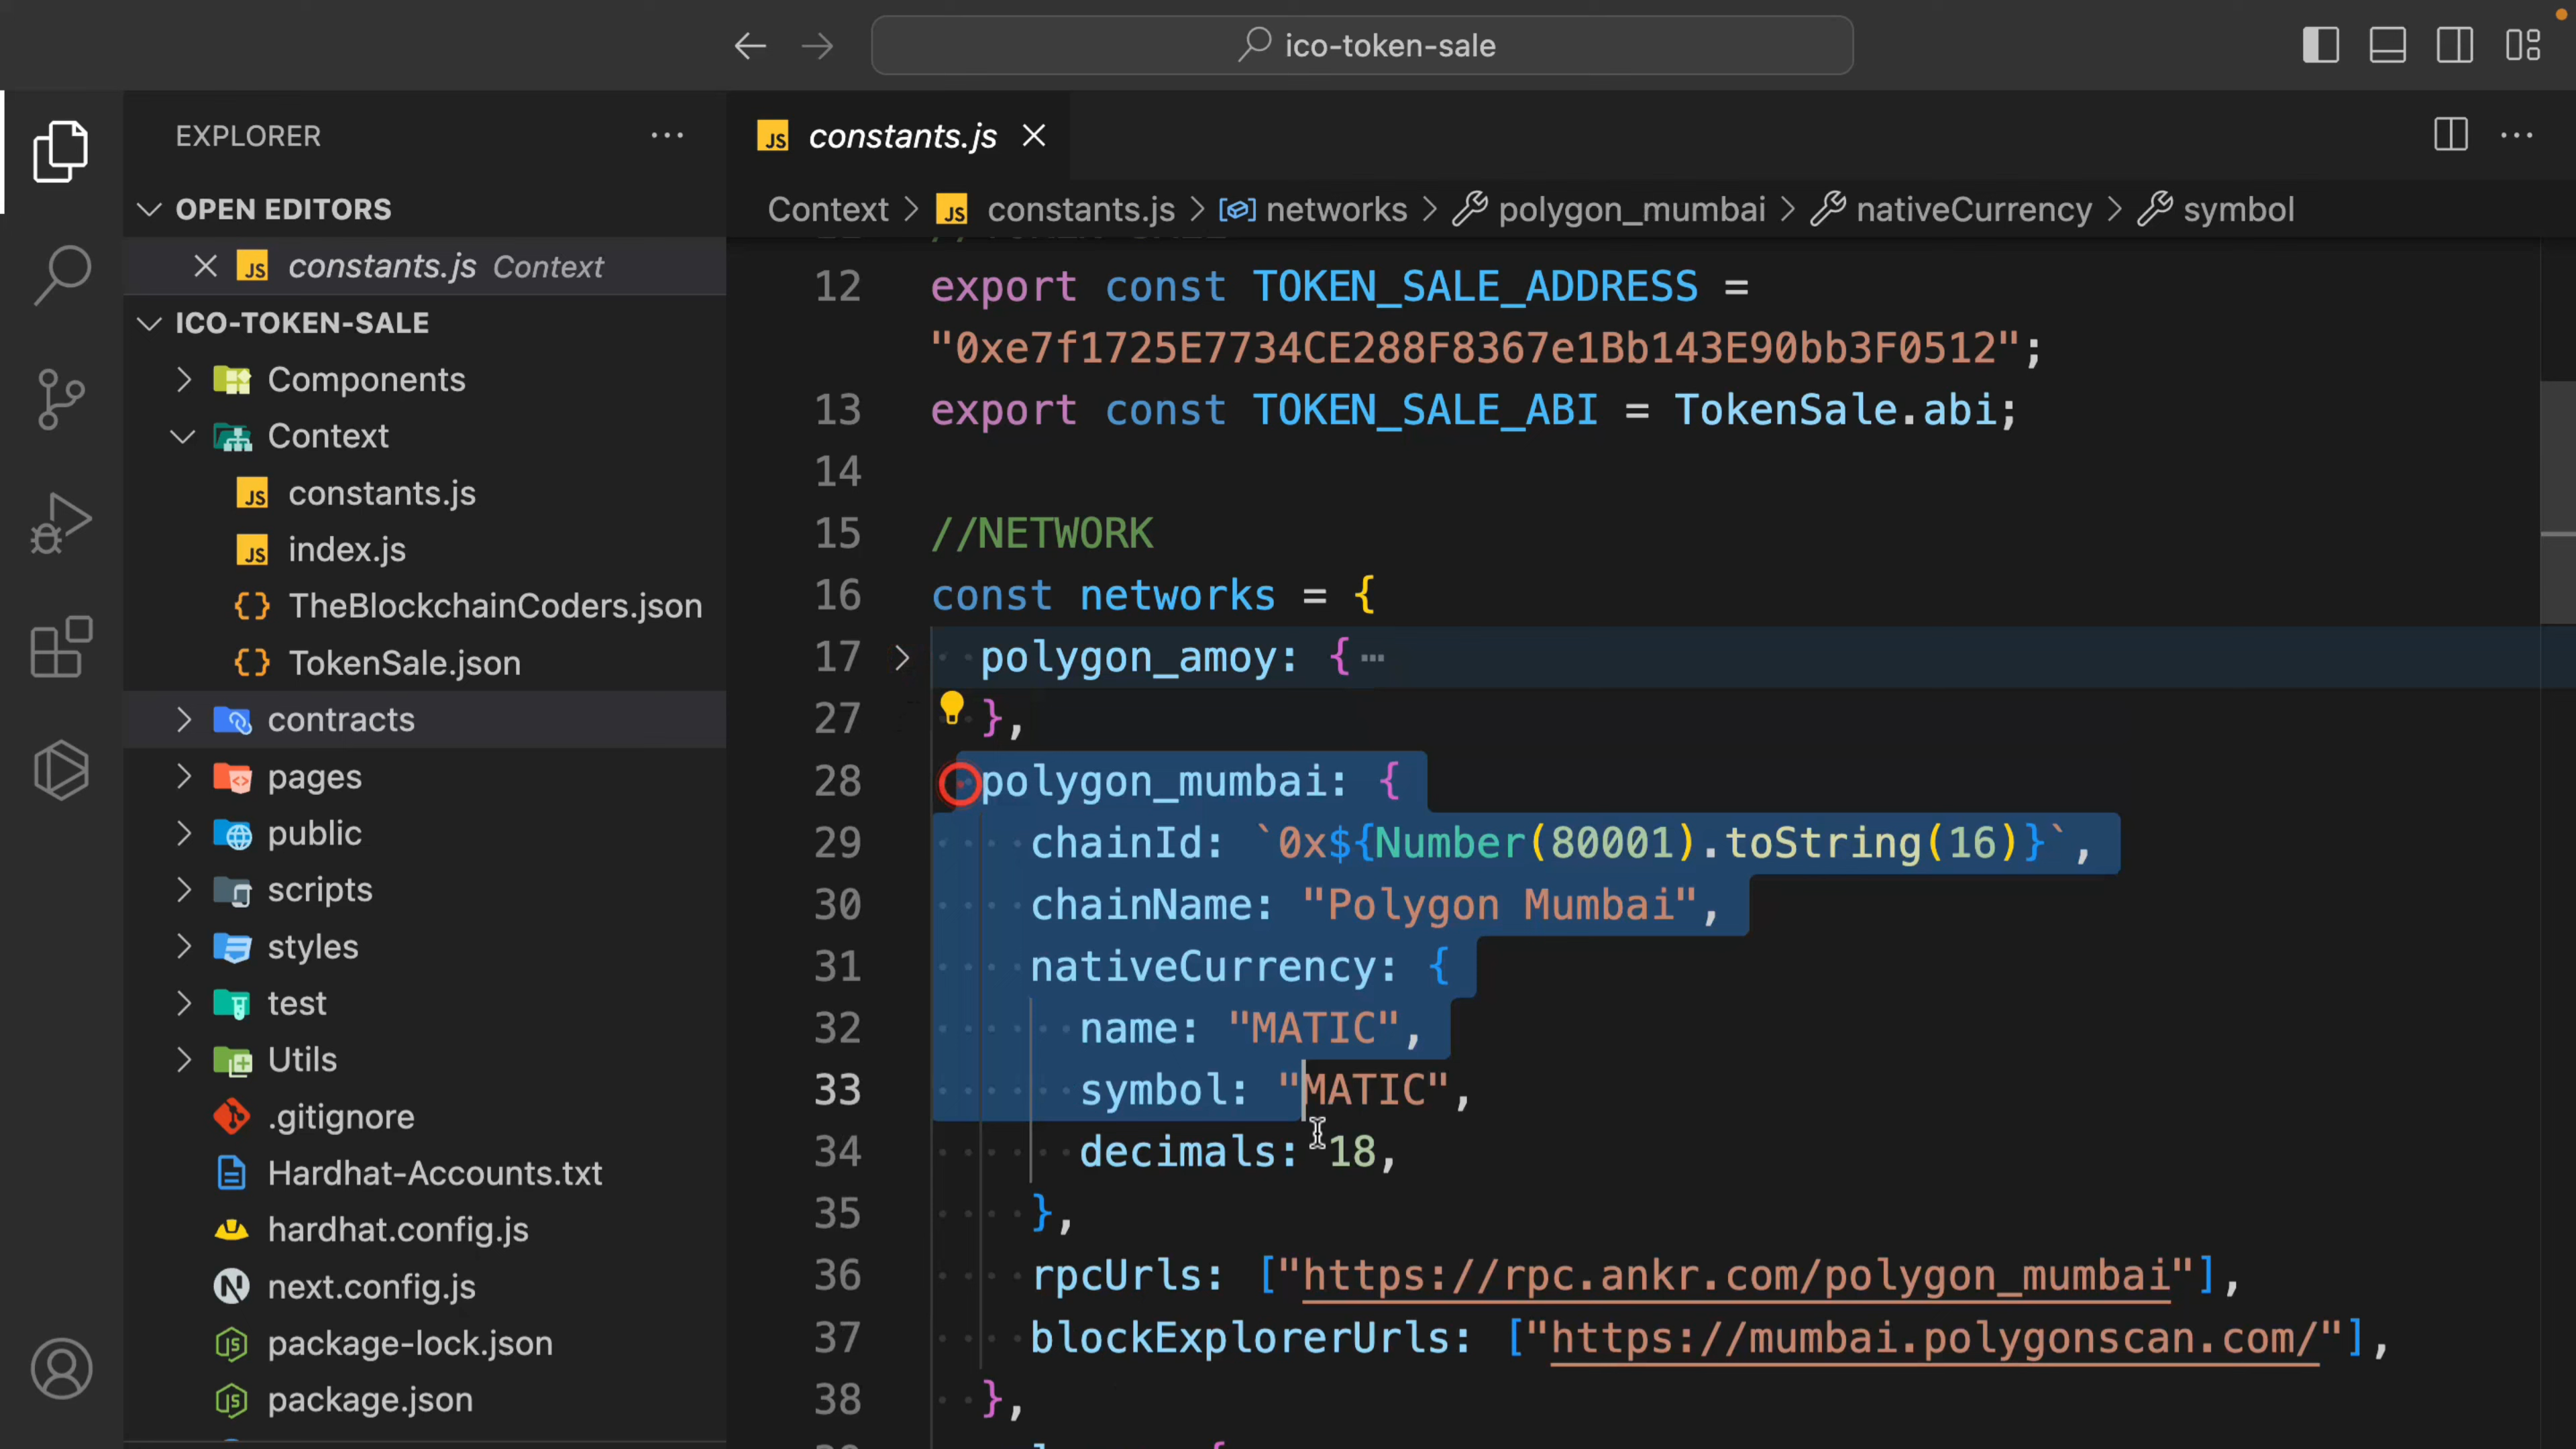 ico-token-sale
EXPLORER
OPEN EDITORS
constants.js Context
ICO-TOKEN-SALE
Components
Context
constants.js
index.js
TheBlockchainCoders.json
TokenSale.json
contracts
pages
public
scripts
styles
test
Utils
.gitignore
Hardhat-Accounts.txt
hardhat.config.js
next.config.js
package-lock.json
package.json
constants.js
Context > constants.js > networks > polygon_mumbai > nativeCurrency > symbol
12 export const TOKEN_SALE_ADDRESS =
"0xe7f1725E7734CE288F8367e1Bb143E90bb3F0512";
13 export const TOKEN_SALE_ABI = TokenSale.abi;
14
15 //NETWORK
16 const networks = {
17 polygon_amoy: { ⋯
27 },
28 polygon_mumbai: {
29 chainId: `0x${Number(80001).toString(16)}`,
30 chainName: "Polygon Mumbai",
31 nativeCurrency: {
32 name: "MATIC",
33 symbol: "MATIC",
34 decimals: 18,
35 },
36 rpcUrls: ["https://rpc.ankr.com/polygon_mumbai"],
37 blockExplorerUrls: ["https://mumbai.polygonscan.com/"],
38 },